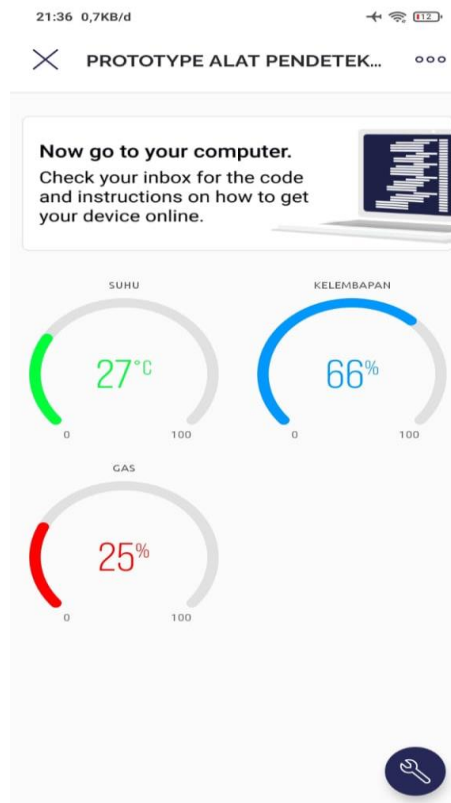 21:36 0,7KB/d 12
PROTOTYPE ALAT PENDETEK...
Now go to your computer.
Check your inbox for the code
and instructions on how to get
your device online.
SUHU
27°C
0 100
KELEMBAPAN
66%
0 100
GAS
25%
0 100